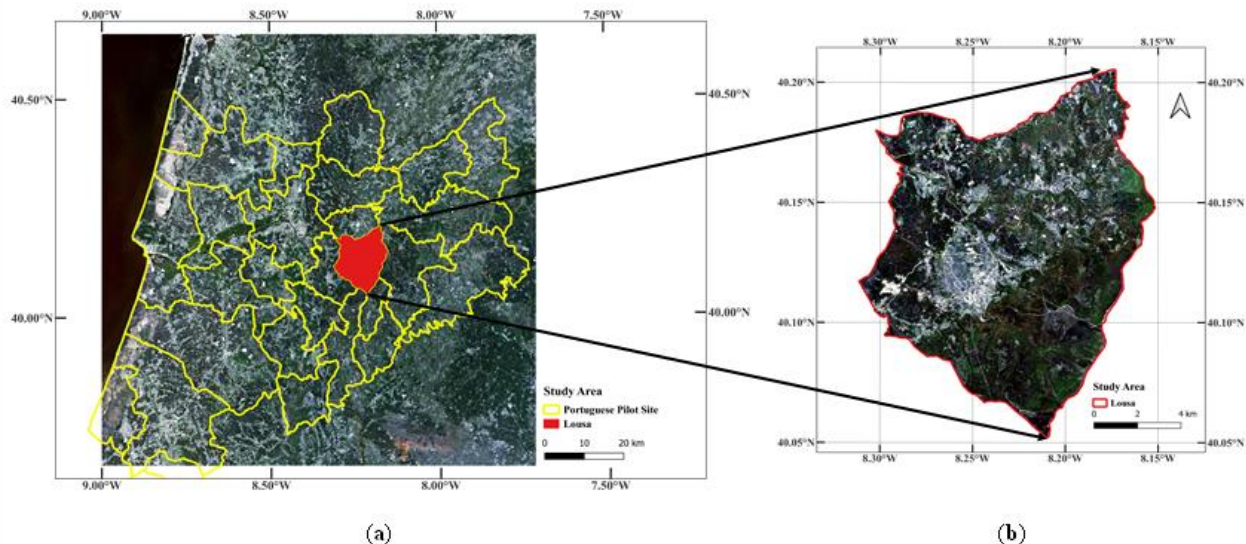 9.00°W 8.50°W 8.00°W 7.50°W
40.50°N 40.50°N
40.00°N 40.00°N
Study Area
Portuguese Pilot Site
Lousa
0 10 20 km
9.00°W 8.50°W 8.00°W 7.50°W
(a)
8.30°W 8.25°W 8.20°W 8.15°W
40.20°N 40.20°N
40.15°N 40.15°N
40.10°N 40.10°N
Study Area
Lousa
0 2 4 km
40.05°N 40.05°N
8.30°W 8.25°W 8.20°W 8.15°W
(b)